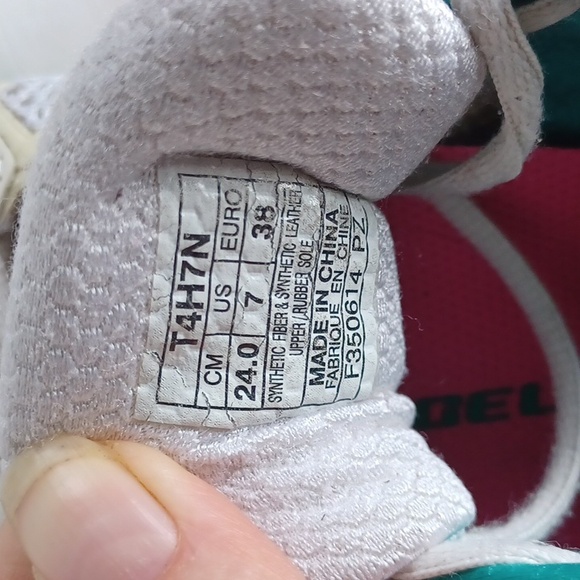 T4H7N
CM US EURO
24.0 7 38
SYNTHETIC FIBER & SYNTHETIC LEATHER
UPPER / RUBBER SOLE
MADE IN CHINA
FABRIQUE EN CHINE
F350614 PZ
DEL